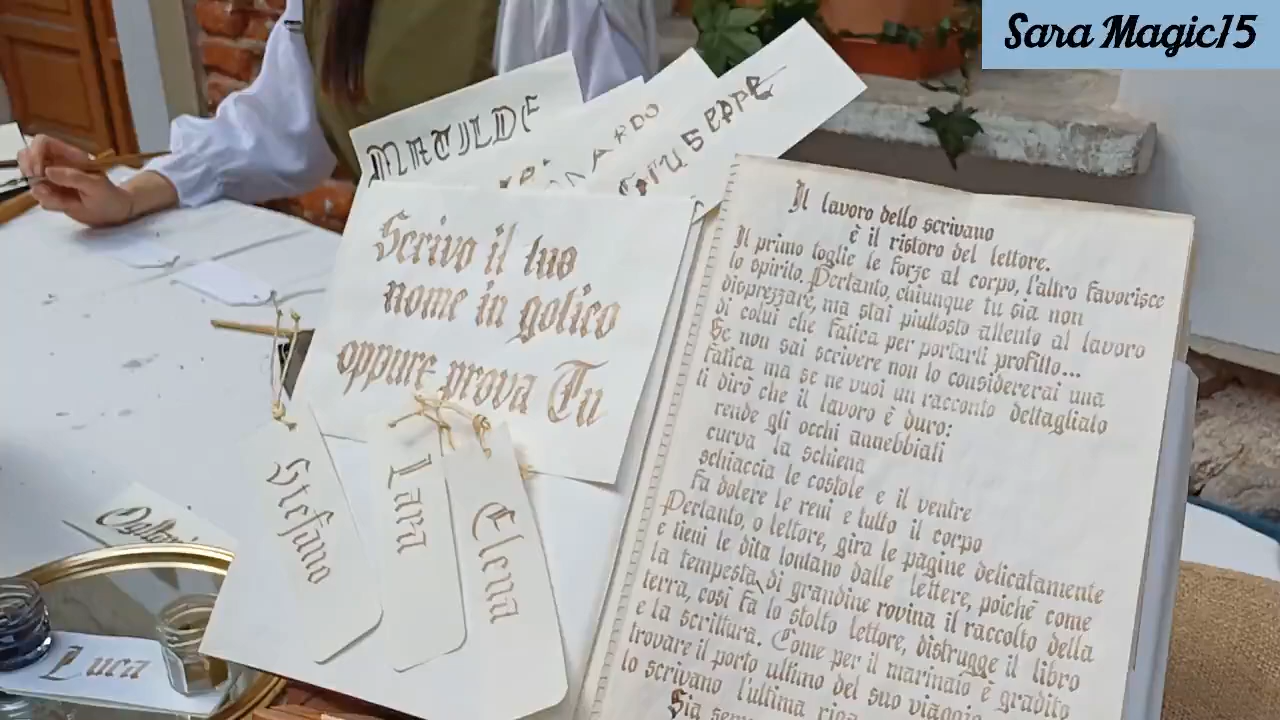 Sara Magic15
MATILDE
GIUSEPPE
Scrivo il tuo
nome in gotico
oppure prova Tu
Stefano
Lara
Elena
Luca
Il lavoro dello scrivano
è il ristoro del lettore.
Il primo toglie le forze al corpo, l'altro favorisce
lo spirito. Pertanto, chiunque tu sia non
disprezzare, ma stai piuttosto attento al lavoro
di colui che fatica per portarti profitto...
Se non sai scrivere non lo considererai una
fatica ma se ne vuoi un racconto dettagliato
ti dirò che il lavoro è duro:
rende gli occhi annebbiati
curva la schiena
schiaccia le costole e il ventre
fa dolere le reni e tutto il corpo
Pertanto, o lettore, gira le pagine delicatamente
e tieni le dita lontano dalle lettere, poiché come
la tempesta di grandine rovina il raccolto della
terra, così fa lo stolto lettore, distrugge il libro
e la scrittura. Come per il marinaio è gradito
trovare il porto ultimo del suo viaggio
lo scrivano l'ultima riga
Sia